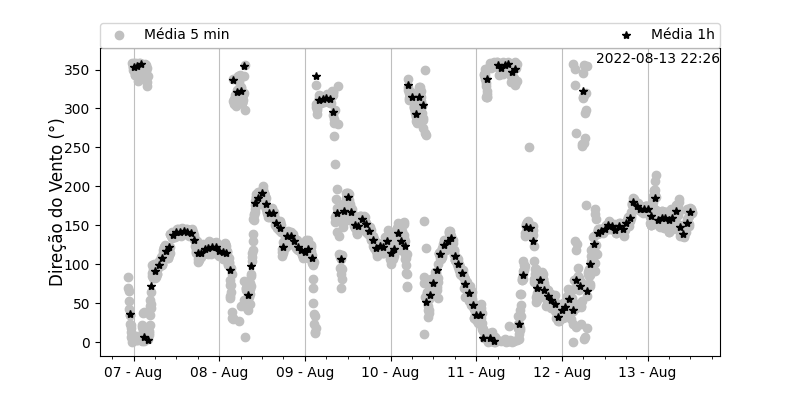 Média 5 min
Média 1h
2022-08-13 22:26
Direção do Vento (°)
350
300
250
200
150
100
50
0
07 - Aug
08 - Aug
09 - Aug
10 - Aug
11 - Aug
12 - Aug
13 - Aug